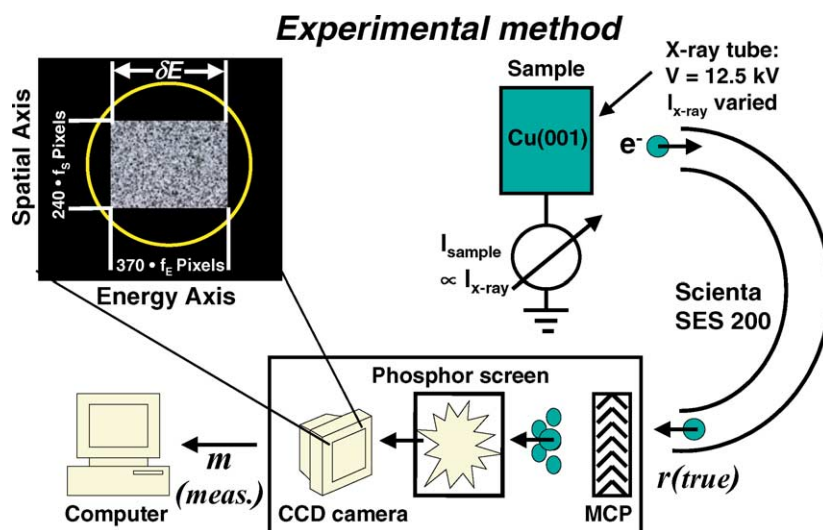 Experimental method
δE
Spatial Axis
240 • fS Pixels
370 • fE Pixels
Energy Axis
Sample
Cu(001)
X-ray tube:
V = 12.5 kV
Ix-ray varied
e-
Isample
∝ Ix-ray
Scienta
SES 200
Phosphor screen
m
(meas.)
r(true)
Computer
CCD camera
MCP